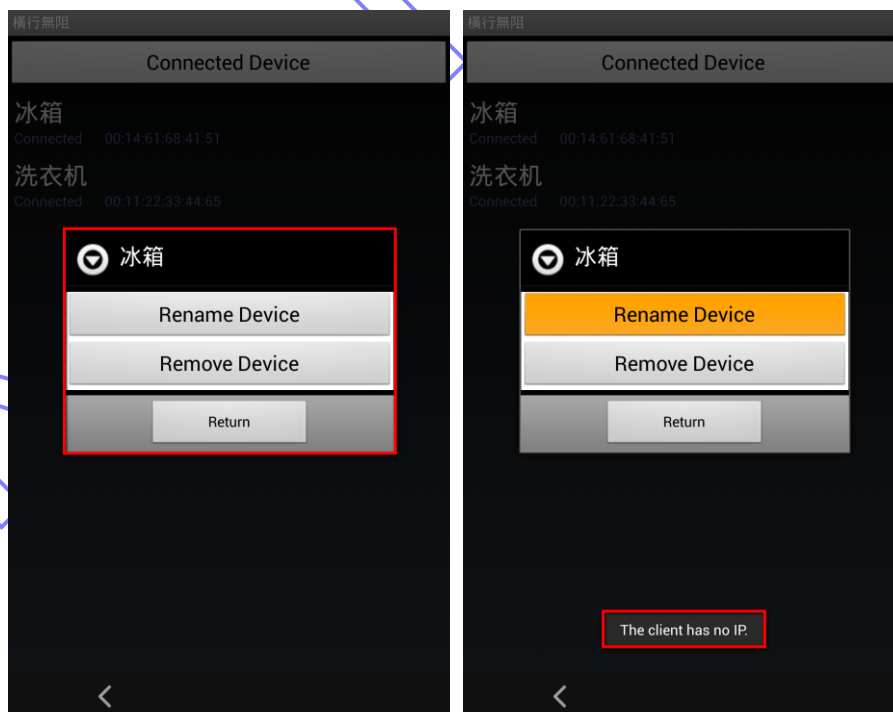 橫行無阻
Connected Device
冰箱
Connected 00:14:61:68:41:51
洗衣机
Connected 00:11:22:33:44:65
冰箱
Rename Device
Remove Device
Return
橫行無阻
Connected Device
冰箱
Connected 00:14:61:68:41:51
洗衣机
Connected 00:11:22:33:44:65
冰箱
Rename Device
Remove Device
Return
The client has no IP.